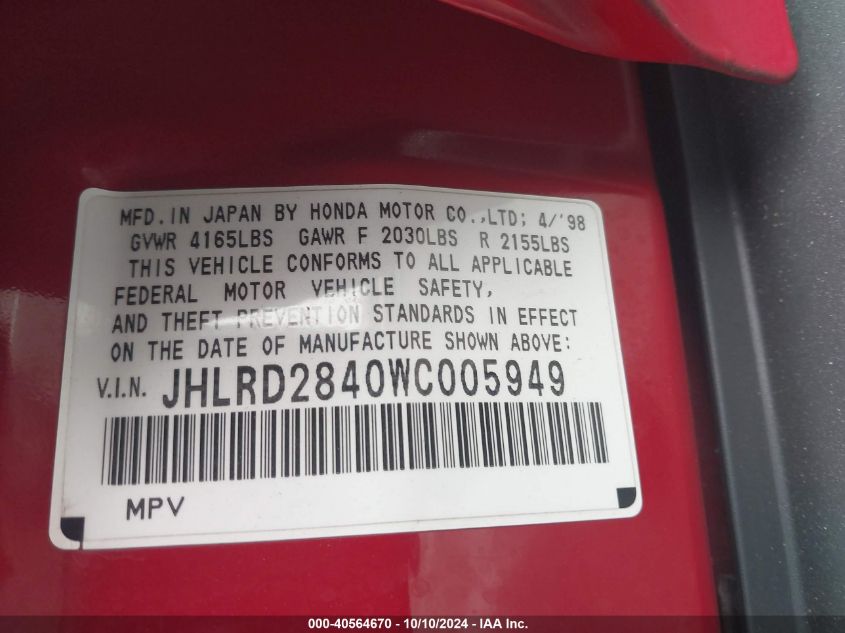 MFD.IN JAPAN BY HONDA MOTOR CO.,LTD; 4/'98
GVWR 4165LBS GAWR F 2030LBS R 2155LBS
THIS VEHICLE CONFORMS TO ALL APPLICABLE
FEDERAL MOTOR VEHICLE SAFETY,
AND THEFT PREVENTION STANDARDS IN EFFECT
ON THE DATE OF MANUFACTURE SHOWN ABOVE:
V.I.N. JHLRD2840WC005949
MPV
000-40564670 - 10/10/2024 - IAA Inc.